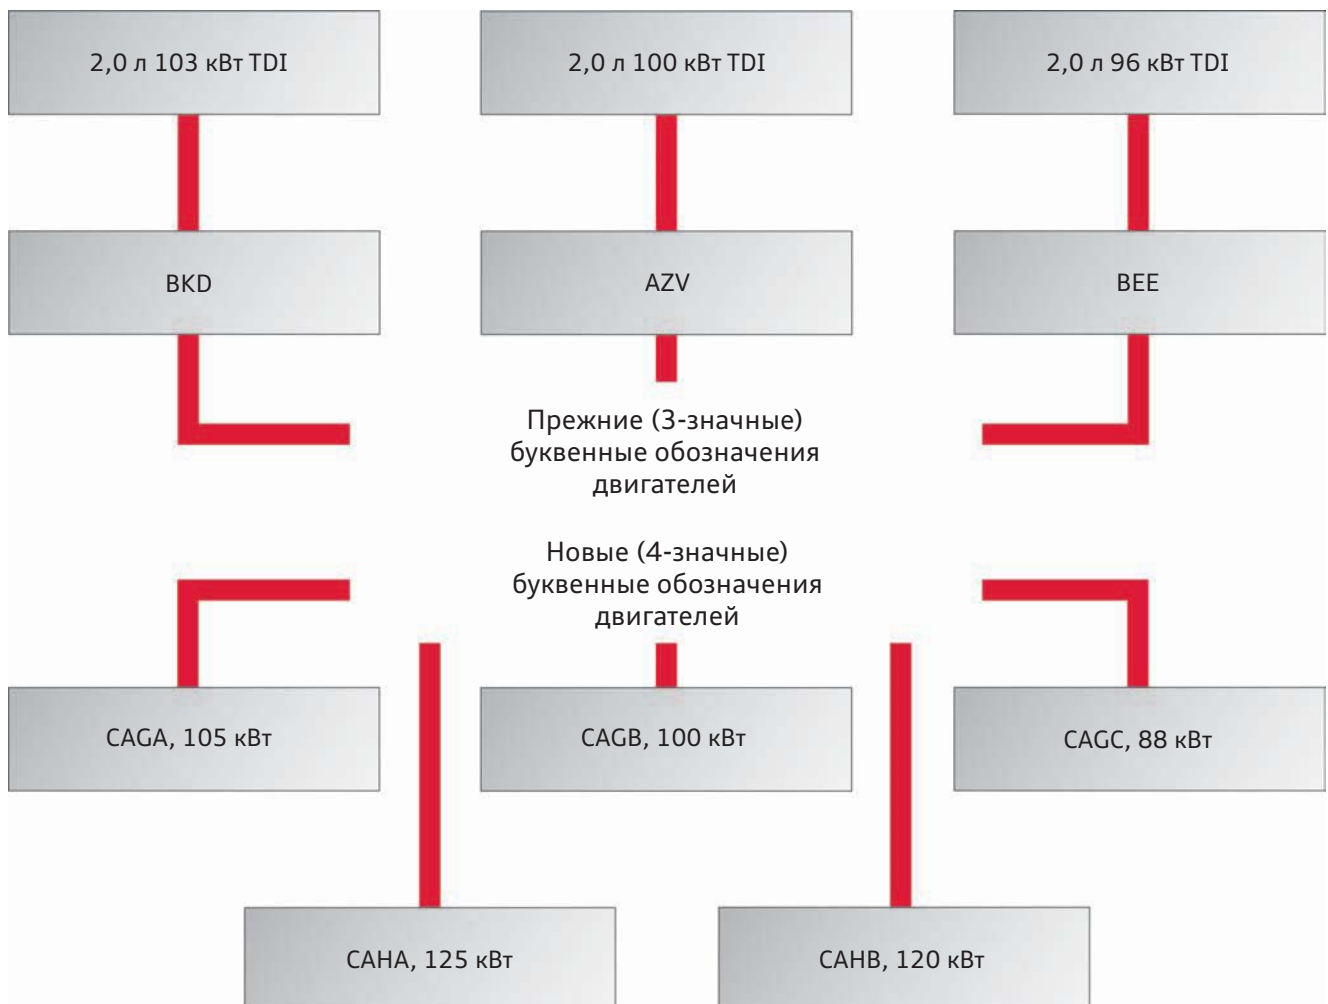 2,0 л 103 кВт TDI
2,0 л 100 кВт TDI
2,0 л 96 кВт TDI
BKD
AZV
BEE
Прежние (3-значные)
буквенные обозначения
двигателей
Новые (4-значные)
буквенные обозначения
двигателей
CAGA, 105 кВт
CAGB, 100 кВт
CAGC, 88 кВт
CAHA, 125 кВт
CAHB, 120 кВт